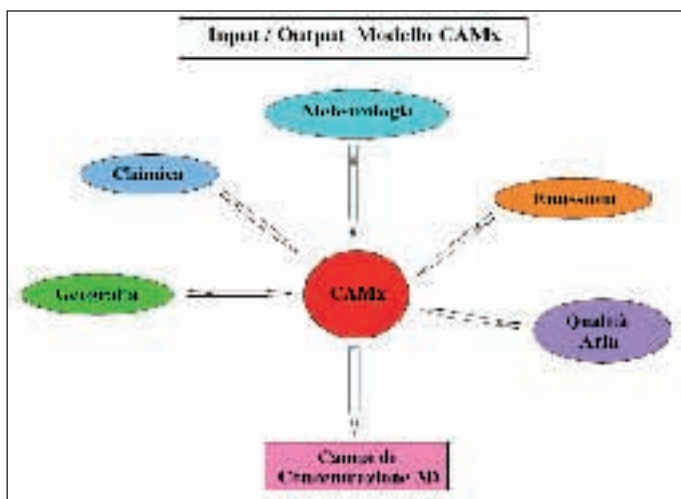 Input / Output Modello CAMx
Meteorologia
Chimica
Emissioni
CAMx
Geografia
Qualità
Aria
Campi di
Concentrazione 3D